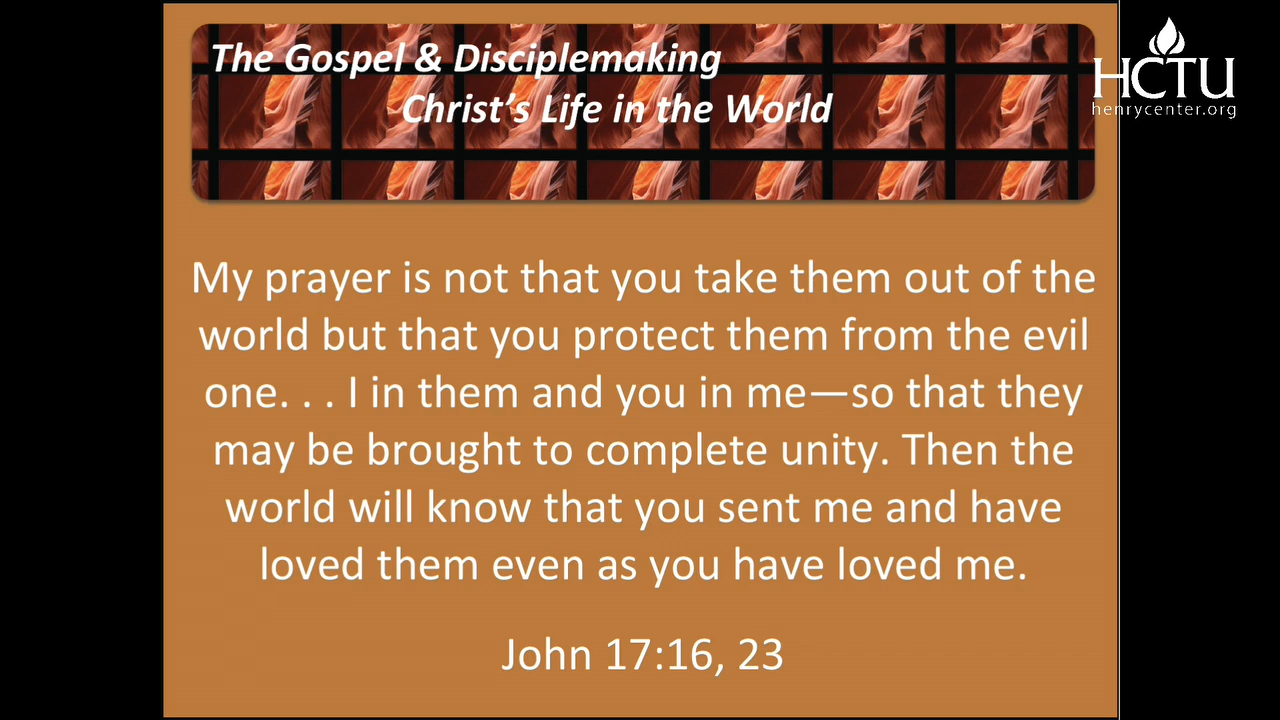 The Gospel & Disciplemaking
Christ's Life in the World
HCTU
henrycenter.org
My prayer is not that you take them out of the
world but that you protect them from the evil
one. . . I in them and you in me—so that they
may be brought to complete unity. Then the
world will know that you sent me and have
loved them even as you have loved me.
John 17:16, 23